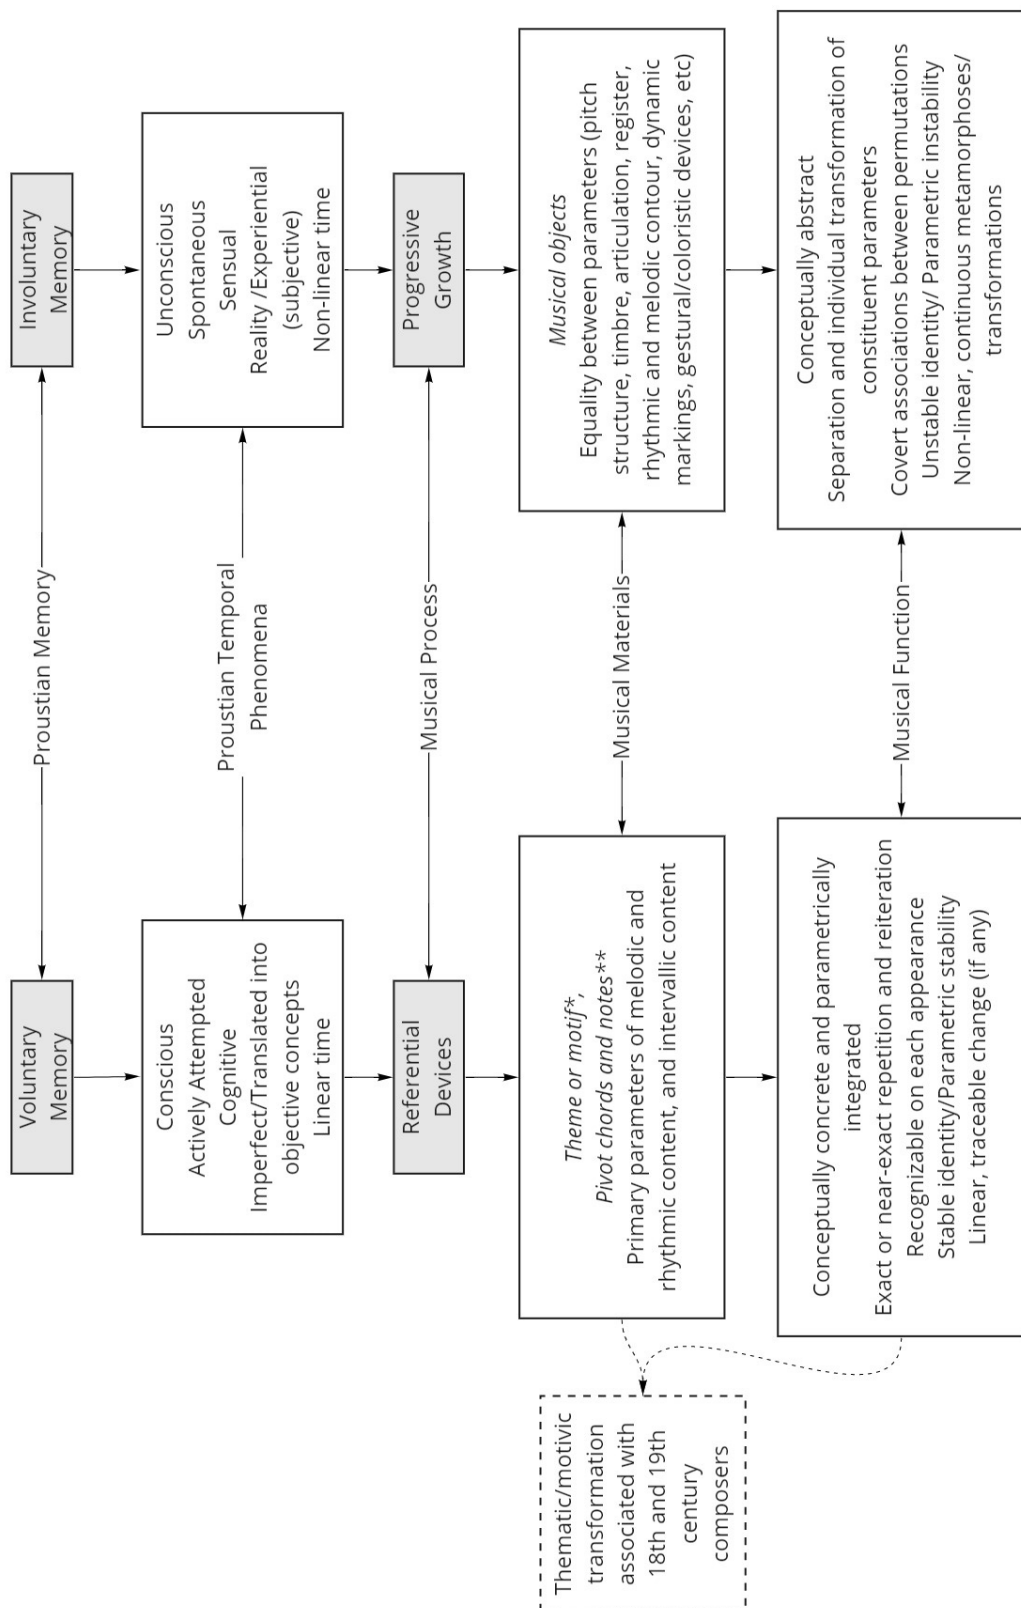 Voluntary
Memory
Proustian Memory
Involuntary
Memory
Conscious
Actively Attempted
Cognitive
Imperfect/Translated into
objective concepts
Linear time
Proustian Temporal
Phenomena
Unconscious
Spontaneous
Sensual
Reality /Experiential
(subjective)
Non-linear time
Referential
Devices
Musical Process
Progressive
Growth
Theme or motif*,
Pivot chords and notes**
Primary parameters of melodic and
rhythmic content, and intervallic content
Musical Materials
Musical objects
Equality between parameters (pitch
structure, timbre, articulation, register,
rhythmic and melodic contour, dynamic
markings, gestural/coloristic devices, etc)
Thematic/motivic
transformation
associated with
18th and 19th
century
composers
Conceptually concrete and parametrically
integrated
Exact or near-exact repetition and reiteration
Recognizable on each appearance
Stable identity/Parametric stability
Linear, traceable change (if any)
Musical Function
Conceptually abstract
Separation and individual transformation of
constituent parameters
Covert associations between permutations
Unstable identity/ Parametric instability
Non-linear, continuous metamorphoses/
transformations